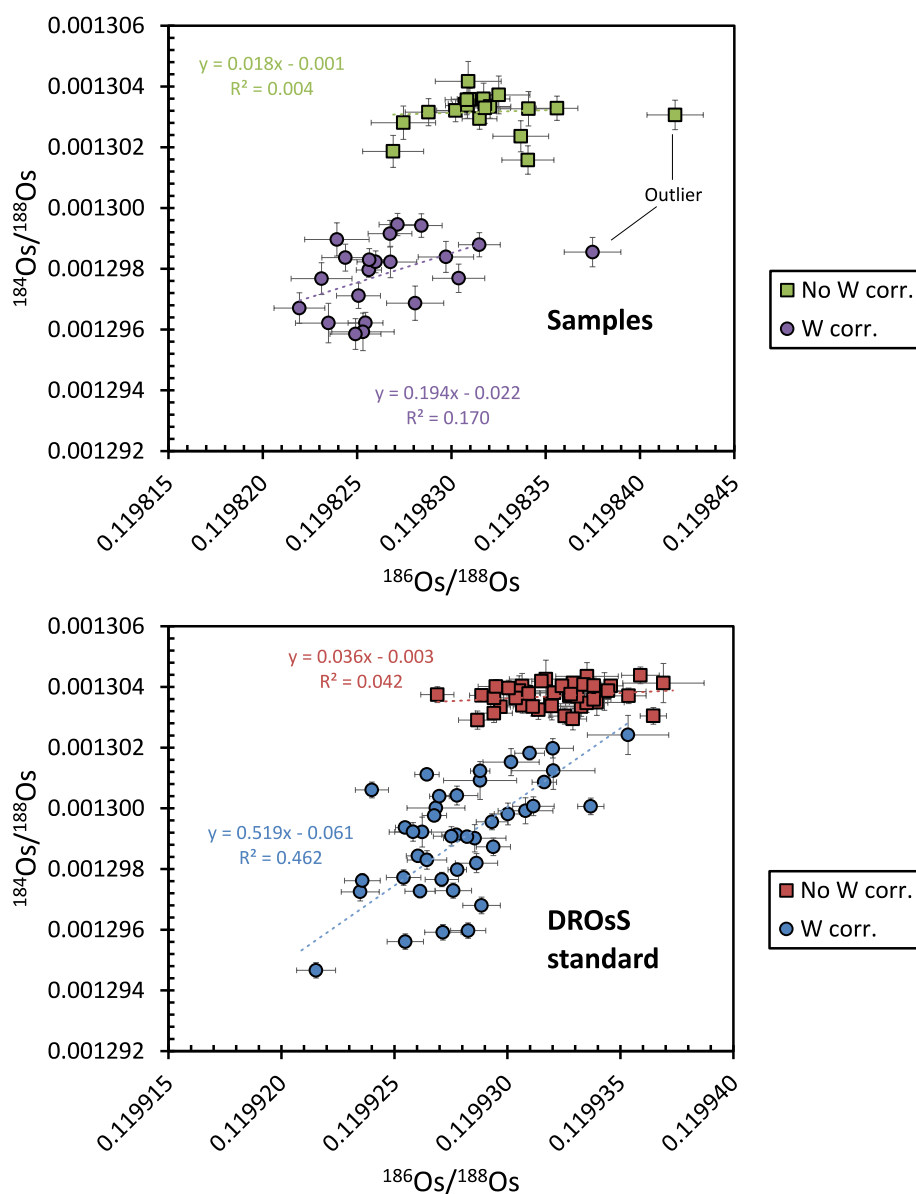 0.001306
0.001304
0.001302
0.001300
0.001298
0.001296
0.001294
0.001292
¹⁸⁴Os/¹⁸⁸Os
y = 0.018x - 0.001
R² = 0.004
Outlier
Samples
y = 0.194x - 0.022
R² = 0.170
No W corr.
W corr.
0.119815
0.119820
0.119825
0.119830
0.119835
0.119840
0.119845
¹⁸⁶Os/¹⁸⁸Os
0.001306
0.001304
0.001302
0.001300
0.001298
0.001296
0.001294
0.001292
¹⁸⁴Os/¹⁸⁸Os
y = 0.036x - 0.003
R² = 0.042
y = 0.519x - 0.061
R² = 0.462
DROsS
standard
No W corr.
W corr.
0.119915
0.119920
0.119925
0.119930
0.119935
0.119940
¹⁸⁶Os/¹⁸⁸Os